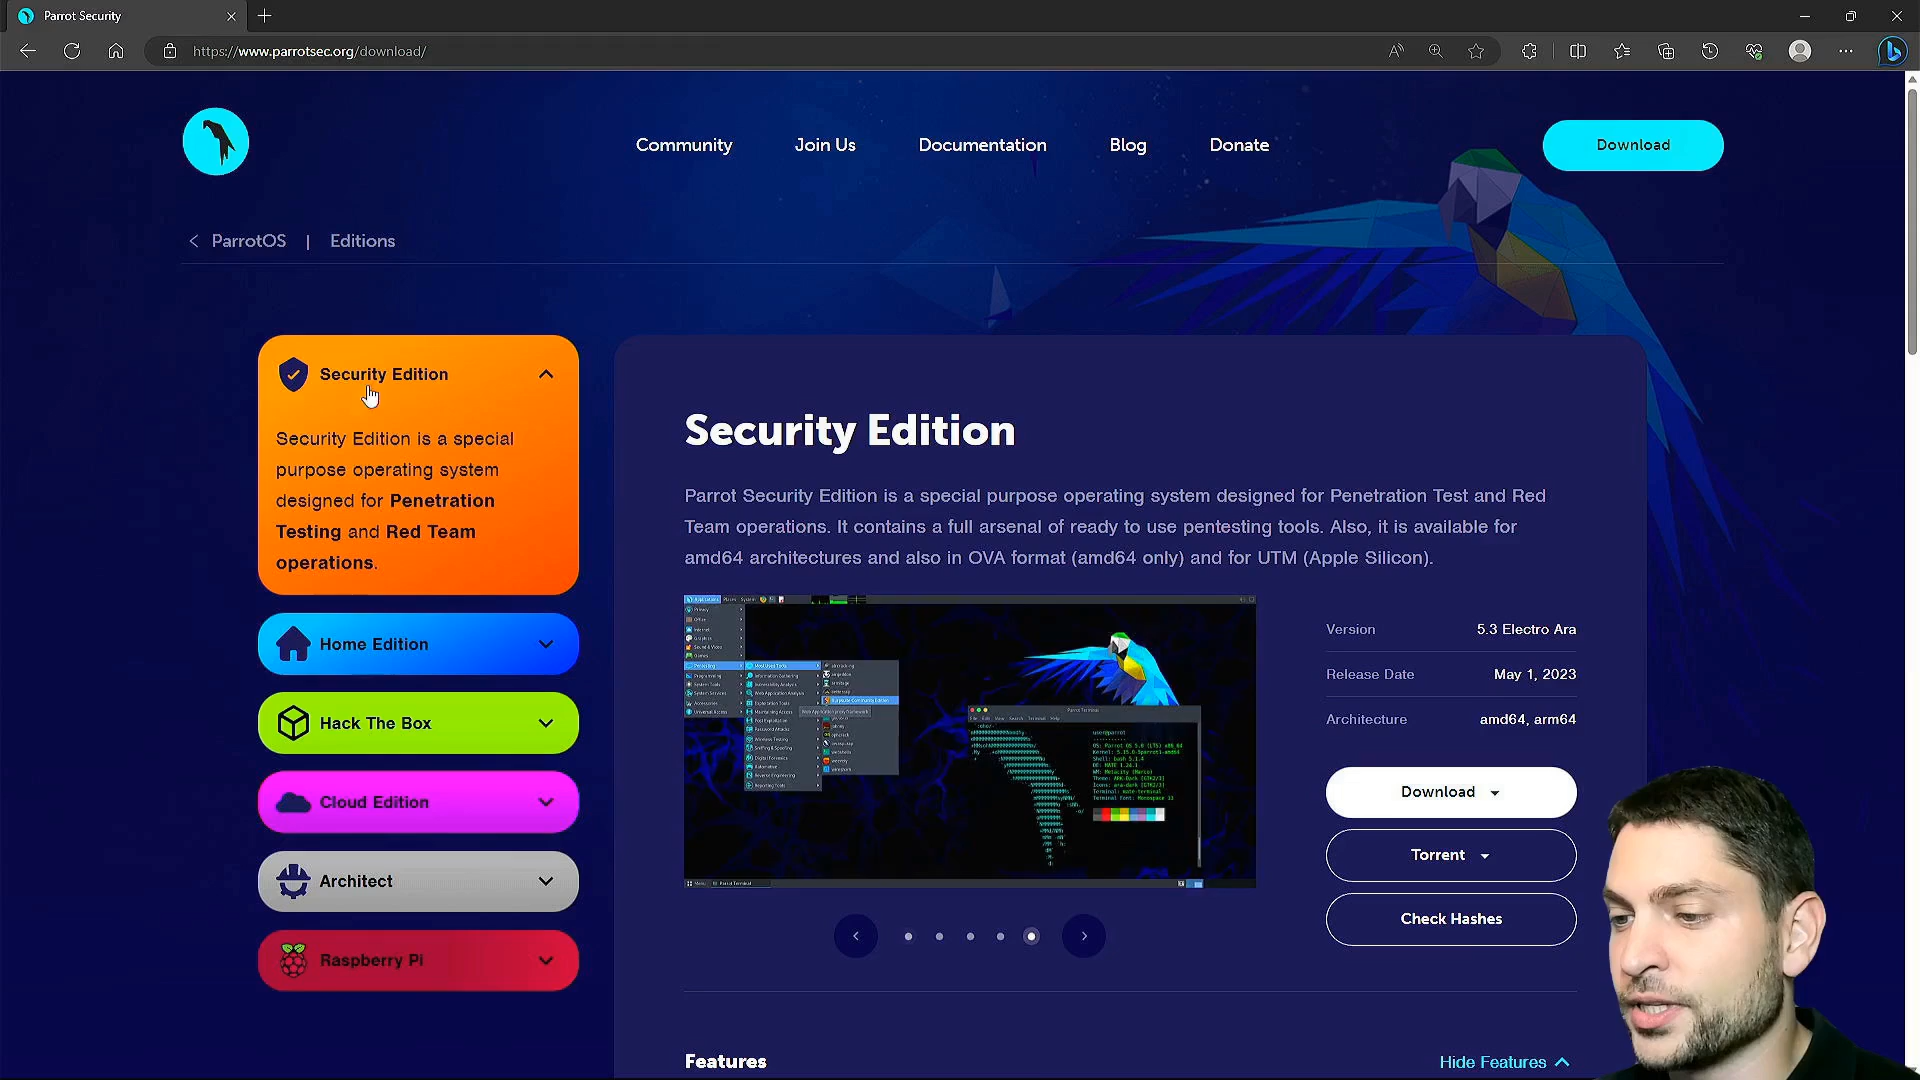 Parrot Security
https://www.parrotsec.org/download/
Community
Join Us
Documentation
Blog
Donate
Download
ParrotOS | Editions
Security Edition
Security Edition is a special
purpose operating system
designed for Penetration
Testing and Red Team
operations.
Home Edition
Hack The Box
Cloud Edition
Architect
Raspberry Pi
Security Edition
Parrot Security Edition is a special purpose operating system designed for Penetration Test and Red
Team operations. It contains a full arsenal of ready to use pentesting tools. Also, it is available for
amd64 architectures and also in OVA format (amd64 only) and for UTM (Apple Silicon).
Version 5.3 Electro Ara
Release Date May 1, 2023
Architecture amd64, arm64
Download
Torrent
Check Hashes
Features
Hide Features